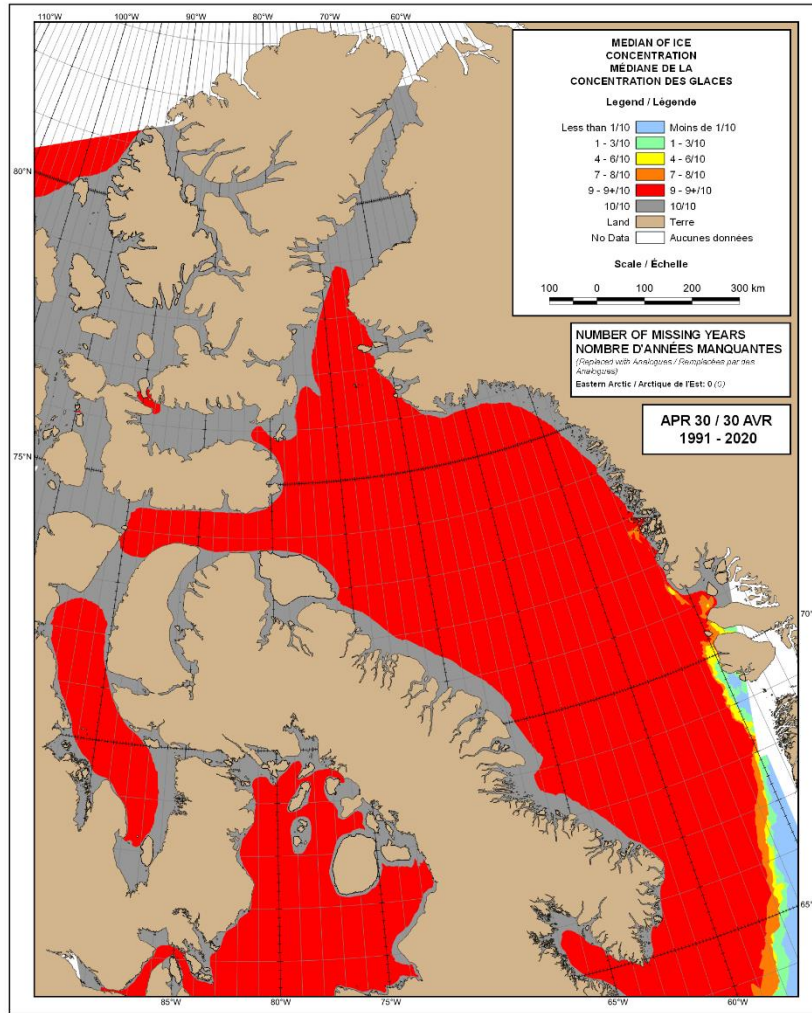 110°W 100°W 90°W 80°W 70°W 60°W
MEDIAN OF ICE
CONCENTRATION
MÉDIANE DE LA
CONCENTRATION DES GLACES
Legend / Légende
Less than 1/10 Moins de 1/10
1 - 3/10 1 - 3/10
4 - 6/10 4 - 6/10
7 - 8/10 7 - 8/10
9 - 9+/10 9 - 9+/10
10/10 10/10
Land Terre
No Data Aucunes données
Scale / Échelle
100 0 100 200 300 km
80°N
NUMBER OF MISSING YEARS
NOMBRE D'ANNÉES MANQUANTES
(Replaced with Analogues / Remplacées par des
Analogues)
Eastern Arctic / Arctique de l'Est: 0 (0)
APR 30 / 30 AVR
1991 - 2020
75°N
70°
65°
85°W 80°W 75°W 65°W 60°W